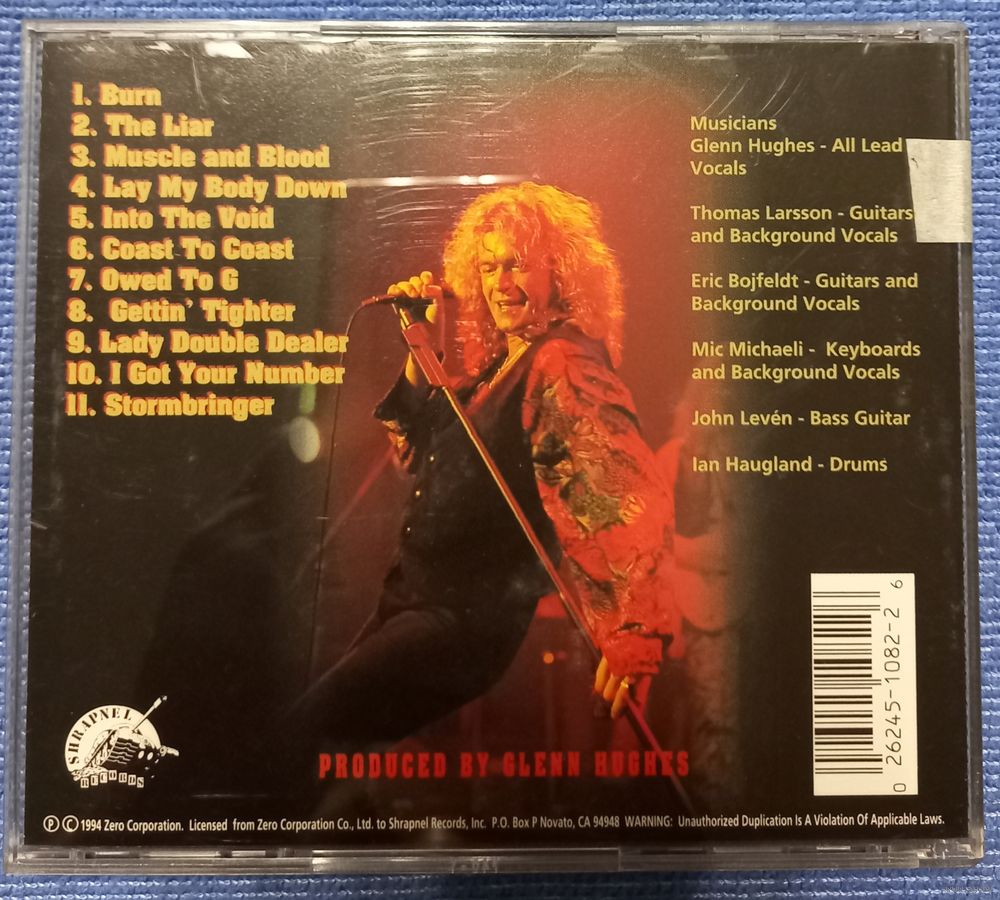 1. Burn
2. The Liar
3. Muscle and Blood
4. Lay My Body Down
5. Into The Void
6. Coast To Coast
7. Owed To G
8. Gettin' Tighter
9. Lady Double Dealer
10. I Got Your Number
11. Stormbringer
Musicians
Glenn Hughes - All Lead
Vocals
Thomas Larsson - Guitars
and Background Vocals
Eric Bojfeldt - Guitars and
Background Vocals
Mic Michaeli - Keyboards
and Background Vocals
John Levén - Bass Guitar
Ian Haugland - Drums
0 26245-1082-2 6
SHRAPNEL
RECORDS
PRODUCED BY GLENN HUGHES
Ⓟ Ⓒ 1994 Zero Corporation. Licensed from Zero Corporation Co., Ltd. to Shrapnel Records, Inc. P.O. Box P Novato, CA 94948 WARNING: Unauthorized Duplication Is A Violation Of Applicable Laws.